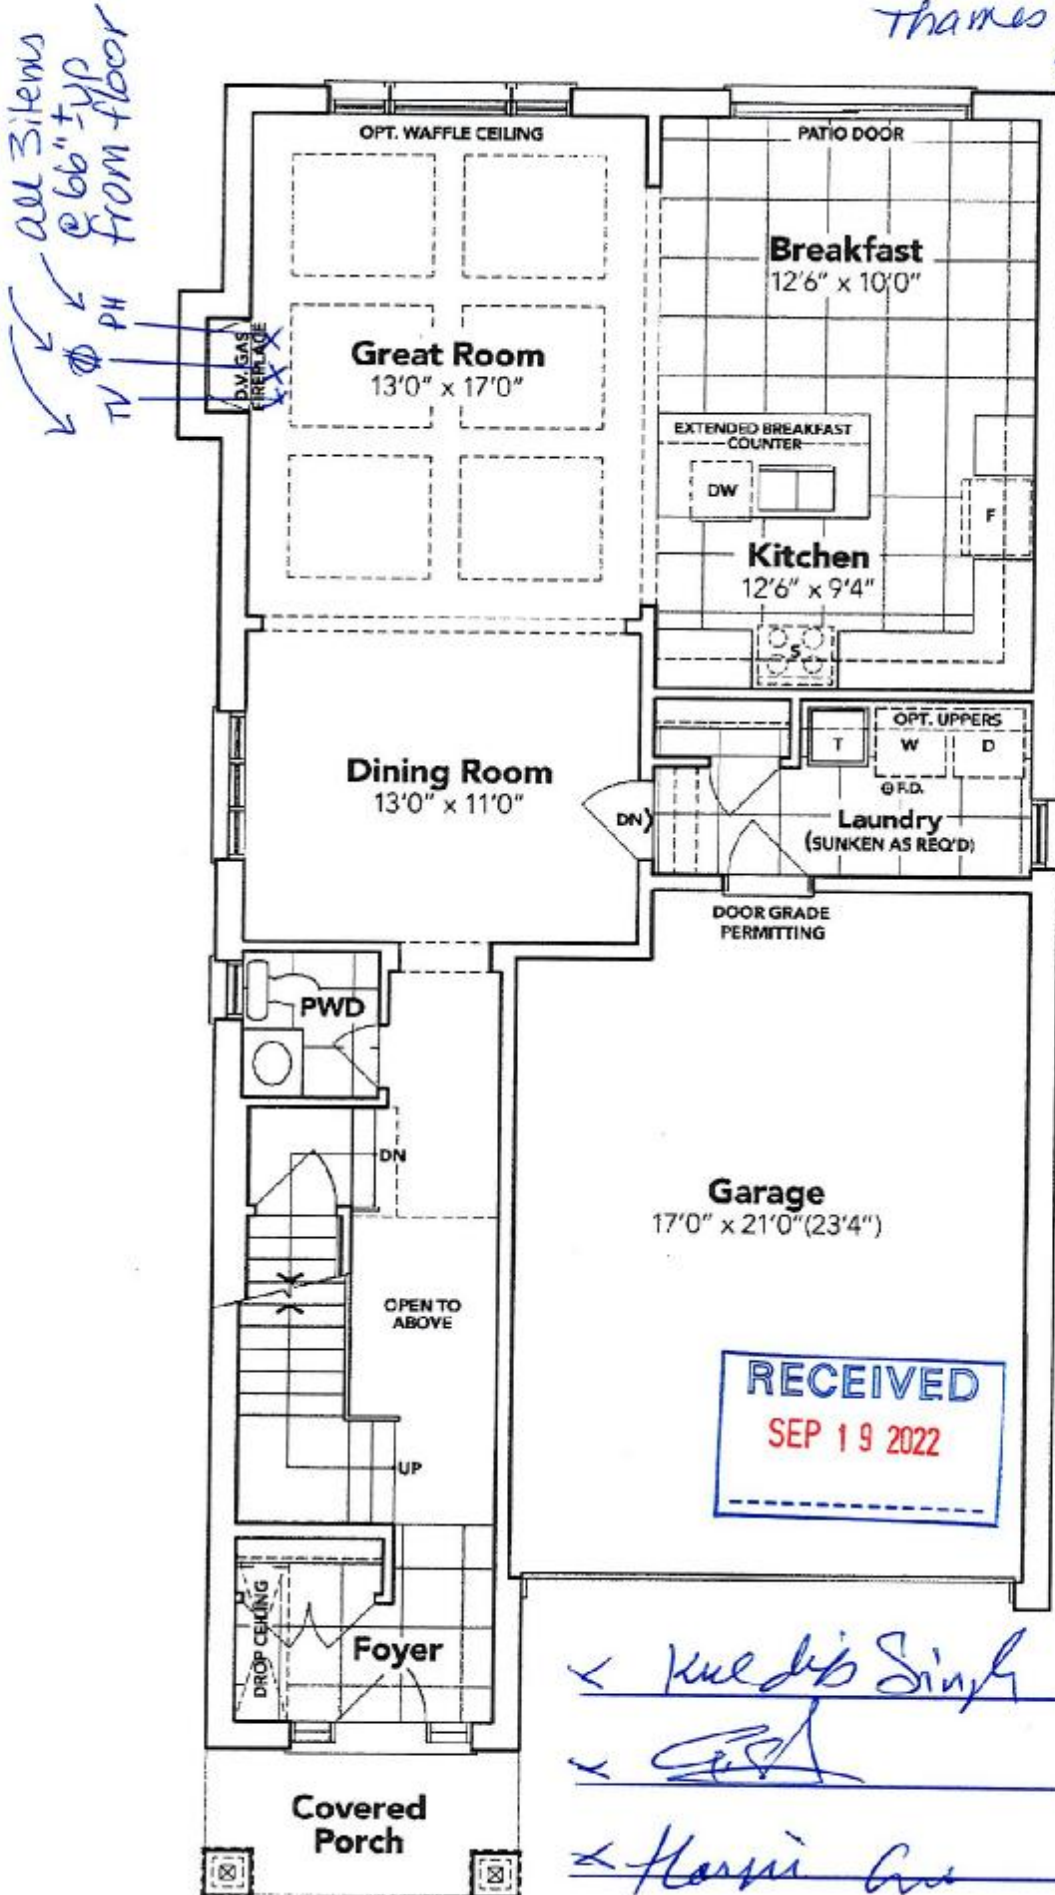 Thames
all 3 items
@ 66" ± typ
from floor
PH
TV
OPT. WAFFLE CEILING
PATIO DOOR
Breakfast
12'6" x 10'0"
D.V. GAS
FIREPLACE
Great Room
13'0" x 17'0"
EXTENDED BREAKFAST
COUNTER
DW
F
Kitchen
12'6" x 9'4"
S
OPT. UPPERS
T
W
D
F.D.
Dining Room
13'0" x 11'0"
DN
Laundry
(SUNKEN AS REQ'D)
DOOR GRADE
PERMITTING
PWD
DN
Garage
17'0" x 21'0"(23'4")
OPEN TO
ABOVE
RECEIVED
SEP 19 2022
UP
DROP CEILING
Foyer
Kuldip Singh
Covered
Porch